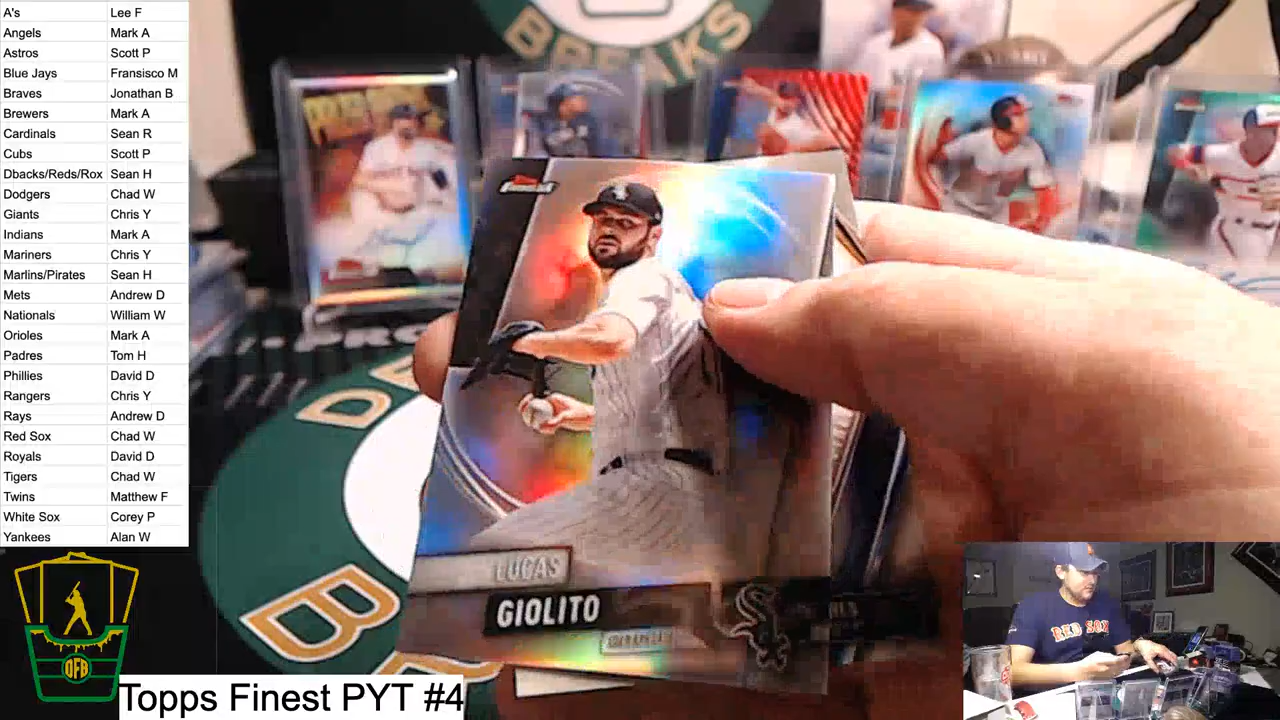 A's Lee F
Angels Mark A
Astros Scott P
Blue Jays Fransisco M
Braves Jonathan B
Brewers Mark A
Cardinals Sean R
Cubs Scott P
Dbacks/Reds/Rox Sean H
Dodgers Chad W
Giants Chris Y
Indians Mark A
Mariners Chris Y
Marlins/Pirates Sean H
Mets Andrew D
Nationals William W
Orioles Mark A
Padres Tom H
Phillies David D
Rangers Chris Y
Rays Andrew D
Red Sox Chad W
Royals David D
Tigers Chad W
Twins Matthew F
White Sox Corey P
Yankees Alan W
BREAKS
Finest
LUCAS
GIOLITO
RED SOX
DFB
Topps Finest PYT #4